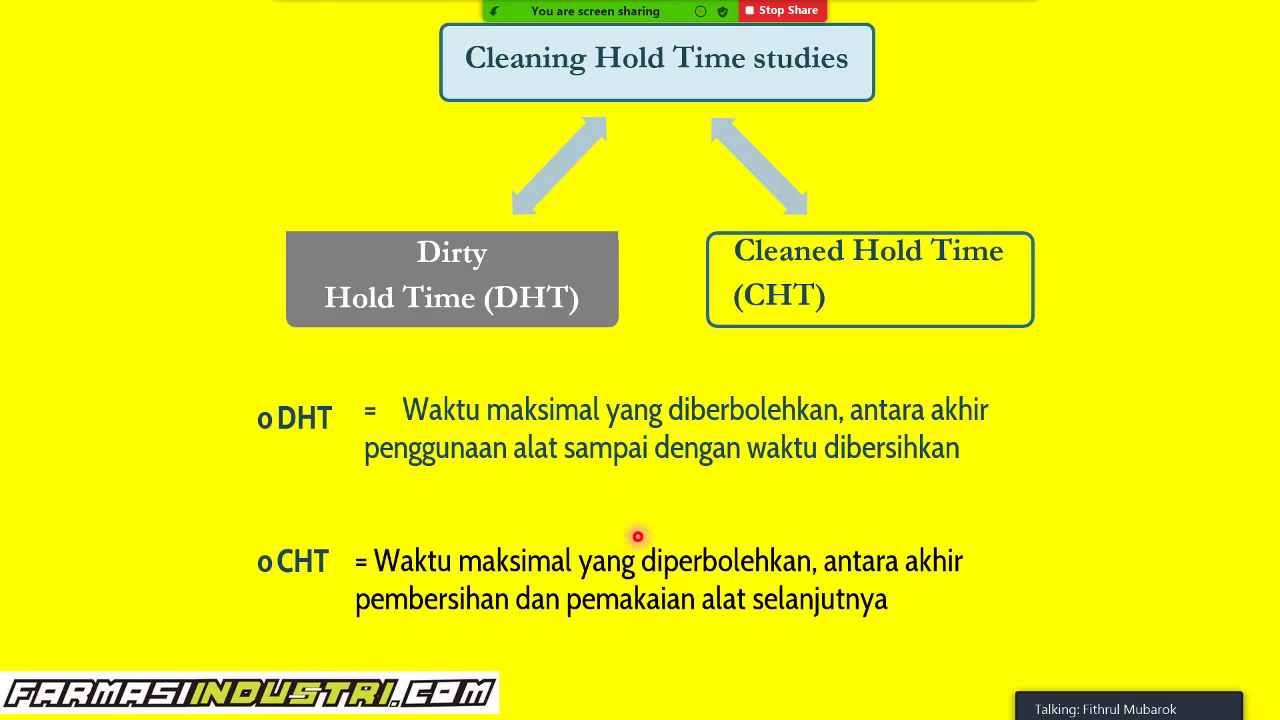 You are screen sharing
Stop Share
Cleaning Hold Time studies
Dirty
Hold Time (DHT)
Cleaned Hold Time
(CHT)
o DHT = Waktu maksimal yang diberbolehkan, antara akhir
penggunaan alat sampai dengan waktu dibersihkan
o CHT = Waktu maksimal yang diperbolehkan, antara akhir
pembersihan dan pemakaian alat selanjutnya
FARMASIINDUSTRI.COM
Talking: Fithrul Mubarok